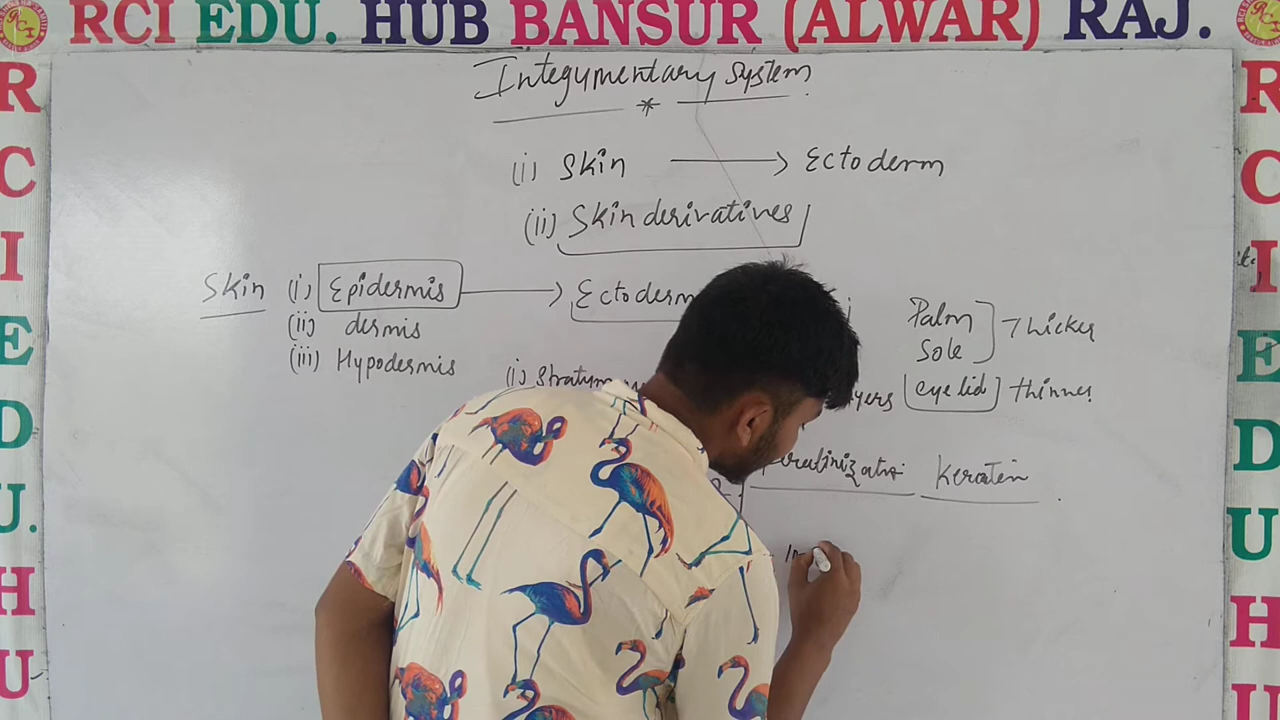 RCI EDU. HUB BANSUR (ALWAR) RAJ.
Integumentary System
(i) Skin → Ectoderm
(ii) Skin derivatives
Skin (i) Epidermis → Ectoderm
(ii) dermis
(iii) Hypodermis
Palm
Sole
Thicker
eye lid thinner
(i) Stratum
Keratin
R
C
I
E
D
U.
H
U
R
C
I
E
D
U
H
U